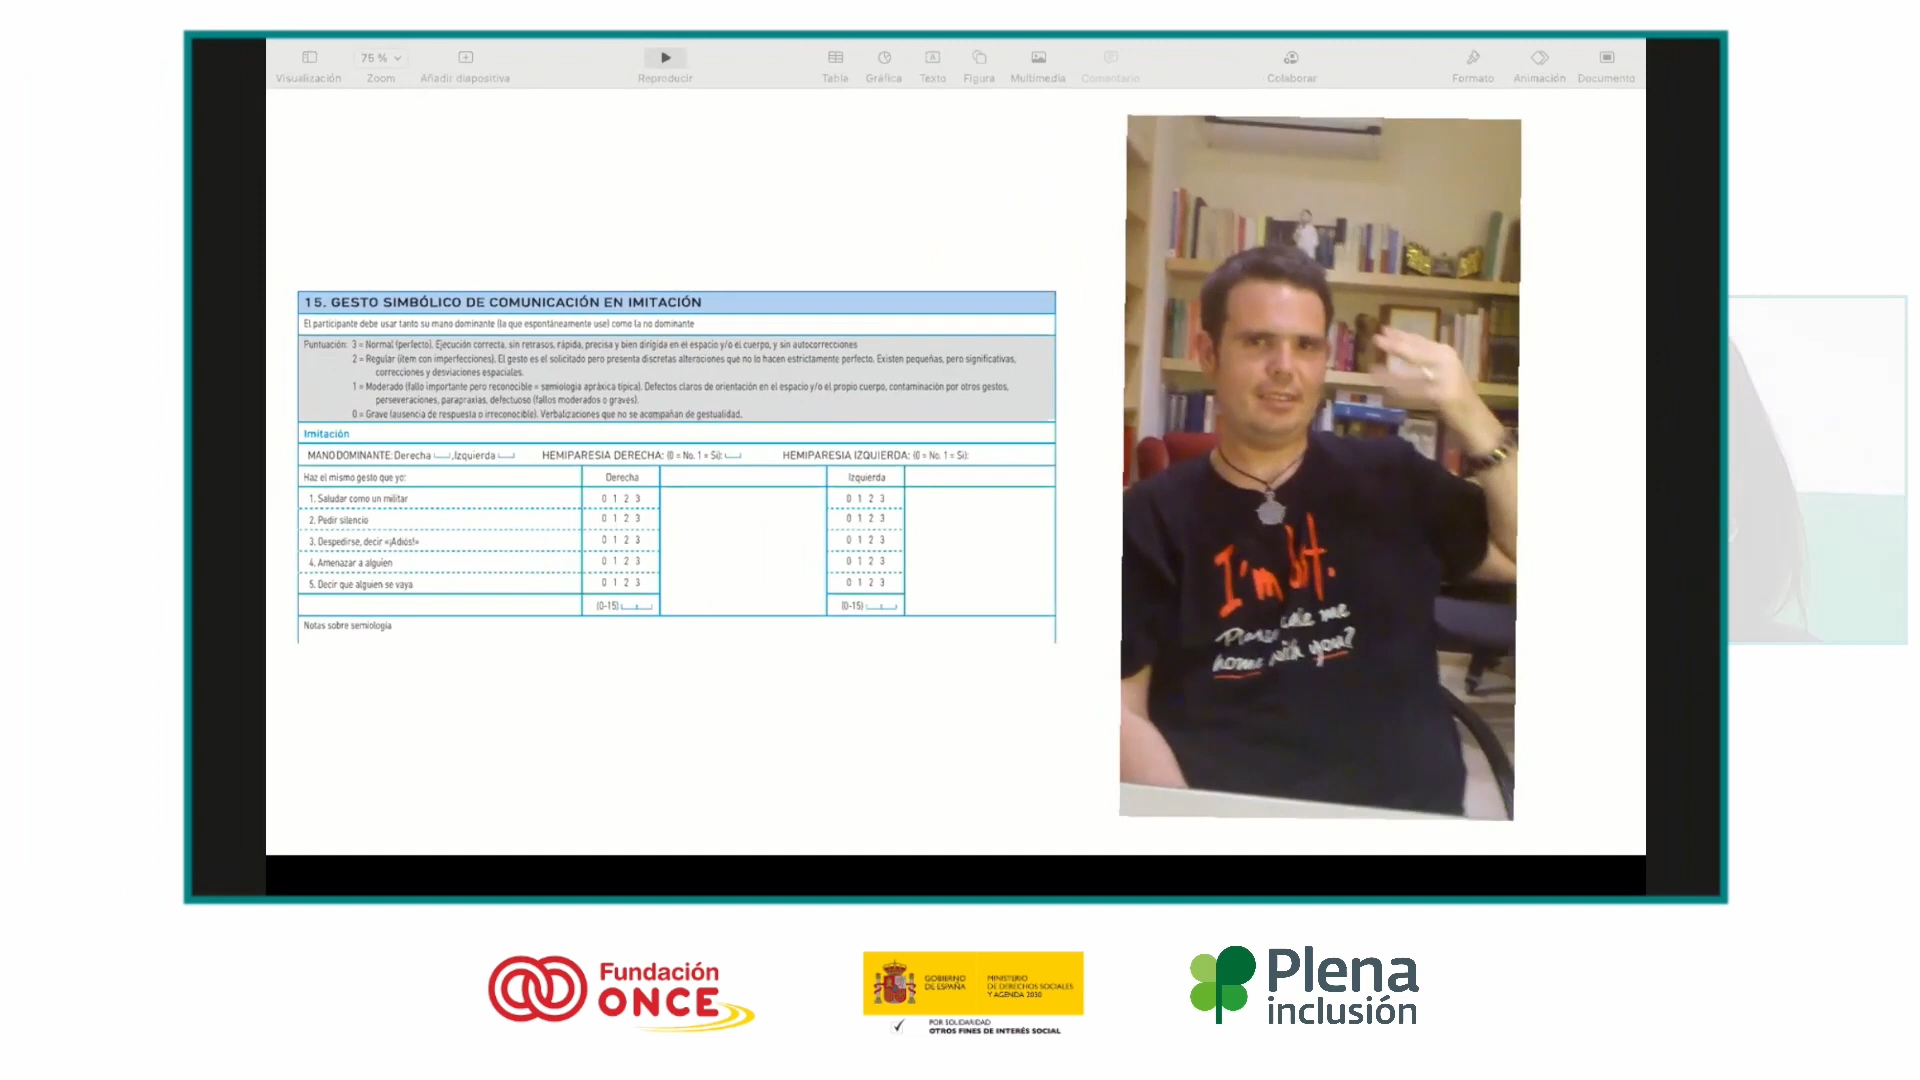 75 %
Visualización Zoom Añadir diapositiva Reproducir Tabla Gráfica Texto Figura Multimedia Comentario Colaborar Formato Animación Documento
15. GESTO SIMBÓLICO DE COMUNICACIÓN EN IMITACIÓN
El participante debe usar tanto su mano dominante (la que espontáneamente use) como la no dominante
Puntuación: 3 = Normal (perfecto). Ejecución correcta, sin retrasos, rápida, precisa y bien dirigida en el espacio y/o el cuerpo, y sin autocorrecciones
2 = Regular (ítem con imperfecciones). El gesto es el solicitado pero presenta discretas alteraciones que no lo hacen estrictamente perfecto. Existen pequeñas, pero significativas,
correcciones y desviaciones espaciales.
1 = Moderado (fallo importante pero reconocible = semiología apráxica típica). Defectos claros de orientación en el espacio y/o el propio cuerpo, contaminación por otros gestos,
perseveraciones, parapraxias, defectuoso (fallos moderados o graves).
0 = Grave (ausencia de respuesta o irreconocible). Verbalizaciones que no se acompañan de gestualidad.
Imitación
MANO DOMINANTE: Derecha , Izquierda HEMIPARESIA DERECHA: (0 = No, 1 = Sí): HEMIPARESIA IZQUIERDA: (0 = No, 1 = Sí):
Haz el mismo gesto que yo: Derecha Izquierda
1. Saludar como un militar 0 1 2 3 0 1 2 3
2. Pedir silencio 0 1 2 3 0 1 2 3
3. Despedirse, decir «¡Adiós!» 0 1 2 3 0 1 2 3
4. Amenazar a alguien 0 1 2 3 0 1 2 3
5. Decir que alguien se vaya 0 1 2 3 0 1 2 3
(0-15) (0-15)
Notas sobre semiología
I'm
me
home with you?
Fundación
ONCE
GOBIERNO
DE ESPAÑA
MINISTERIO
DE DERECHOS SOCIALES
Y AGENDA 2030
POR SOLIDARIDAD
OTROS FINES DE INTERÉS SOCIAL
Plena
inclusión